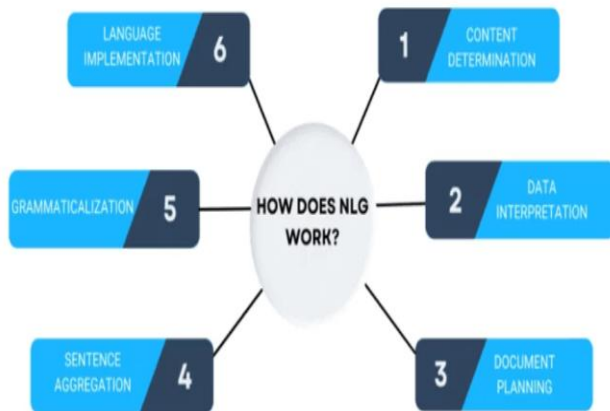 HOW DOES NLG
WORK?
1
CONTENT
DETERMINATION
2
DATA
INTERPRETATION
3
DOCUMENT
PLANNING
4
SENTENCE
AGGREGATION
5
GRAMMATICALIZATION
6
LANGUAGE
IMPLEMENTATION